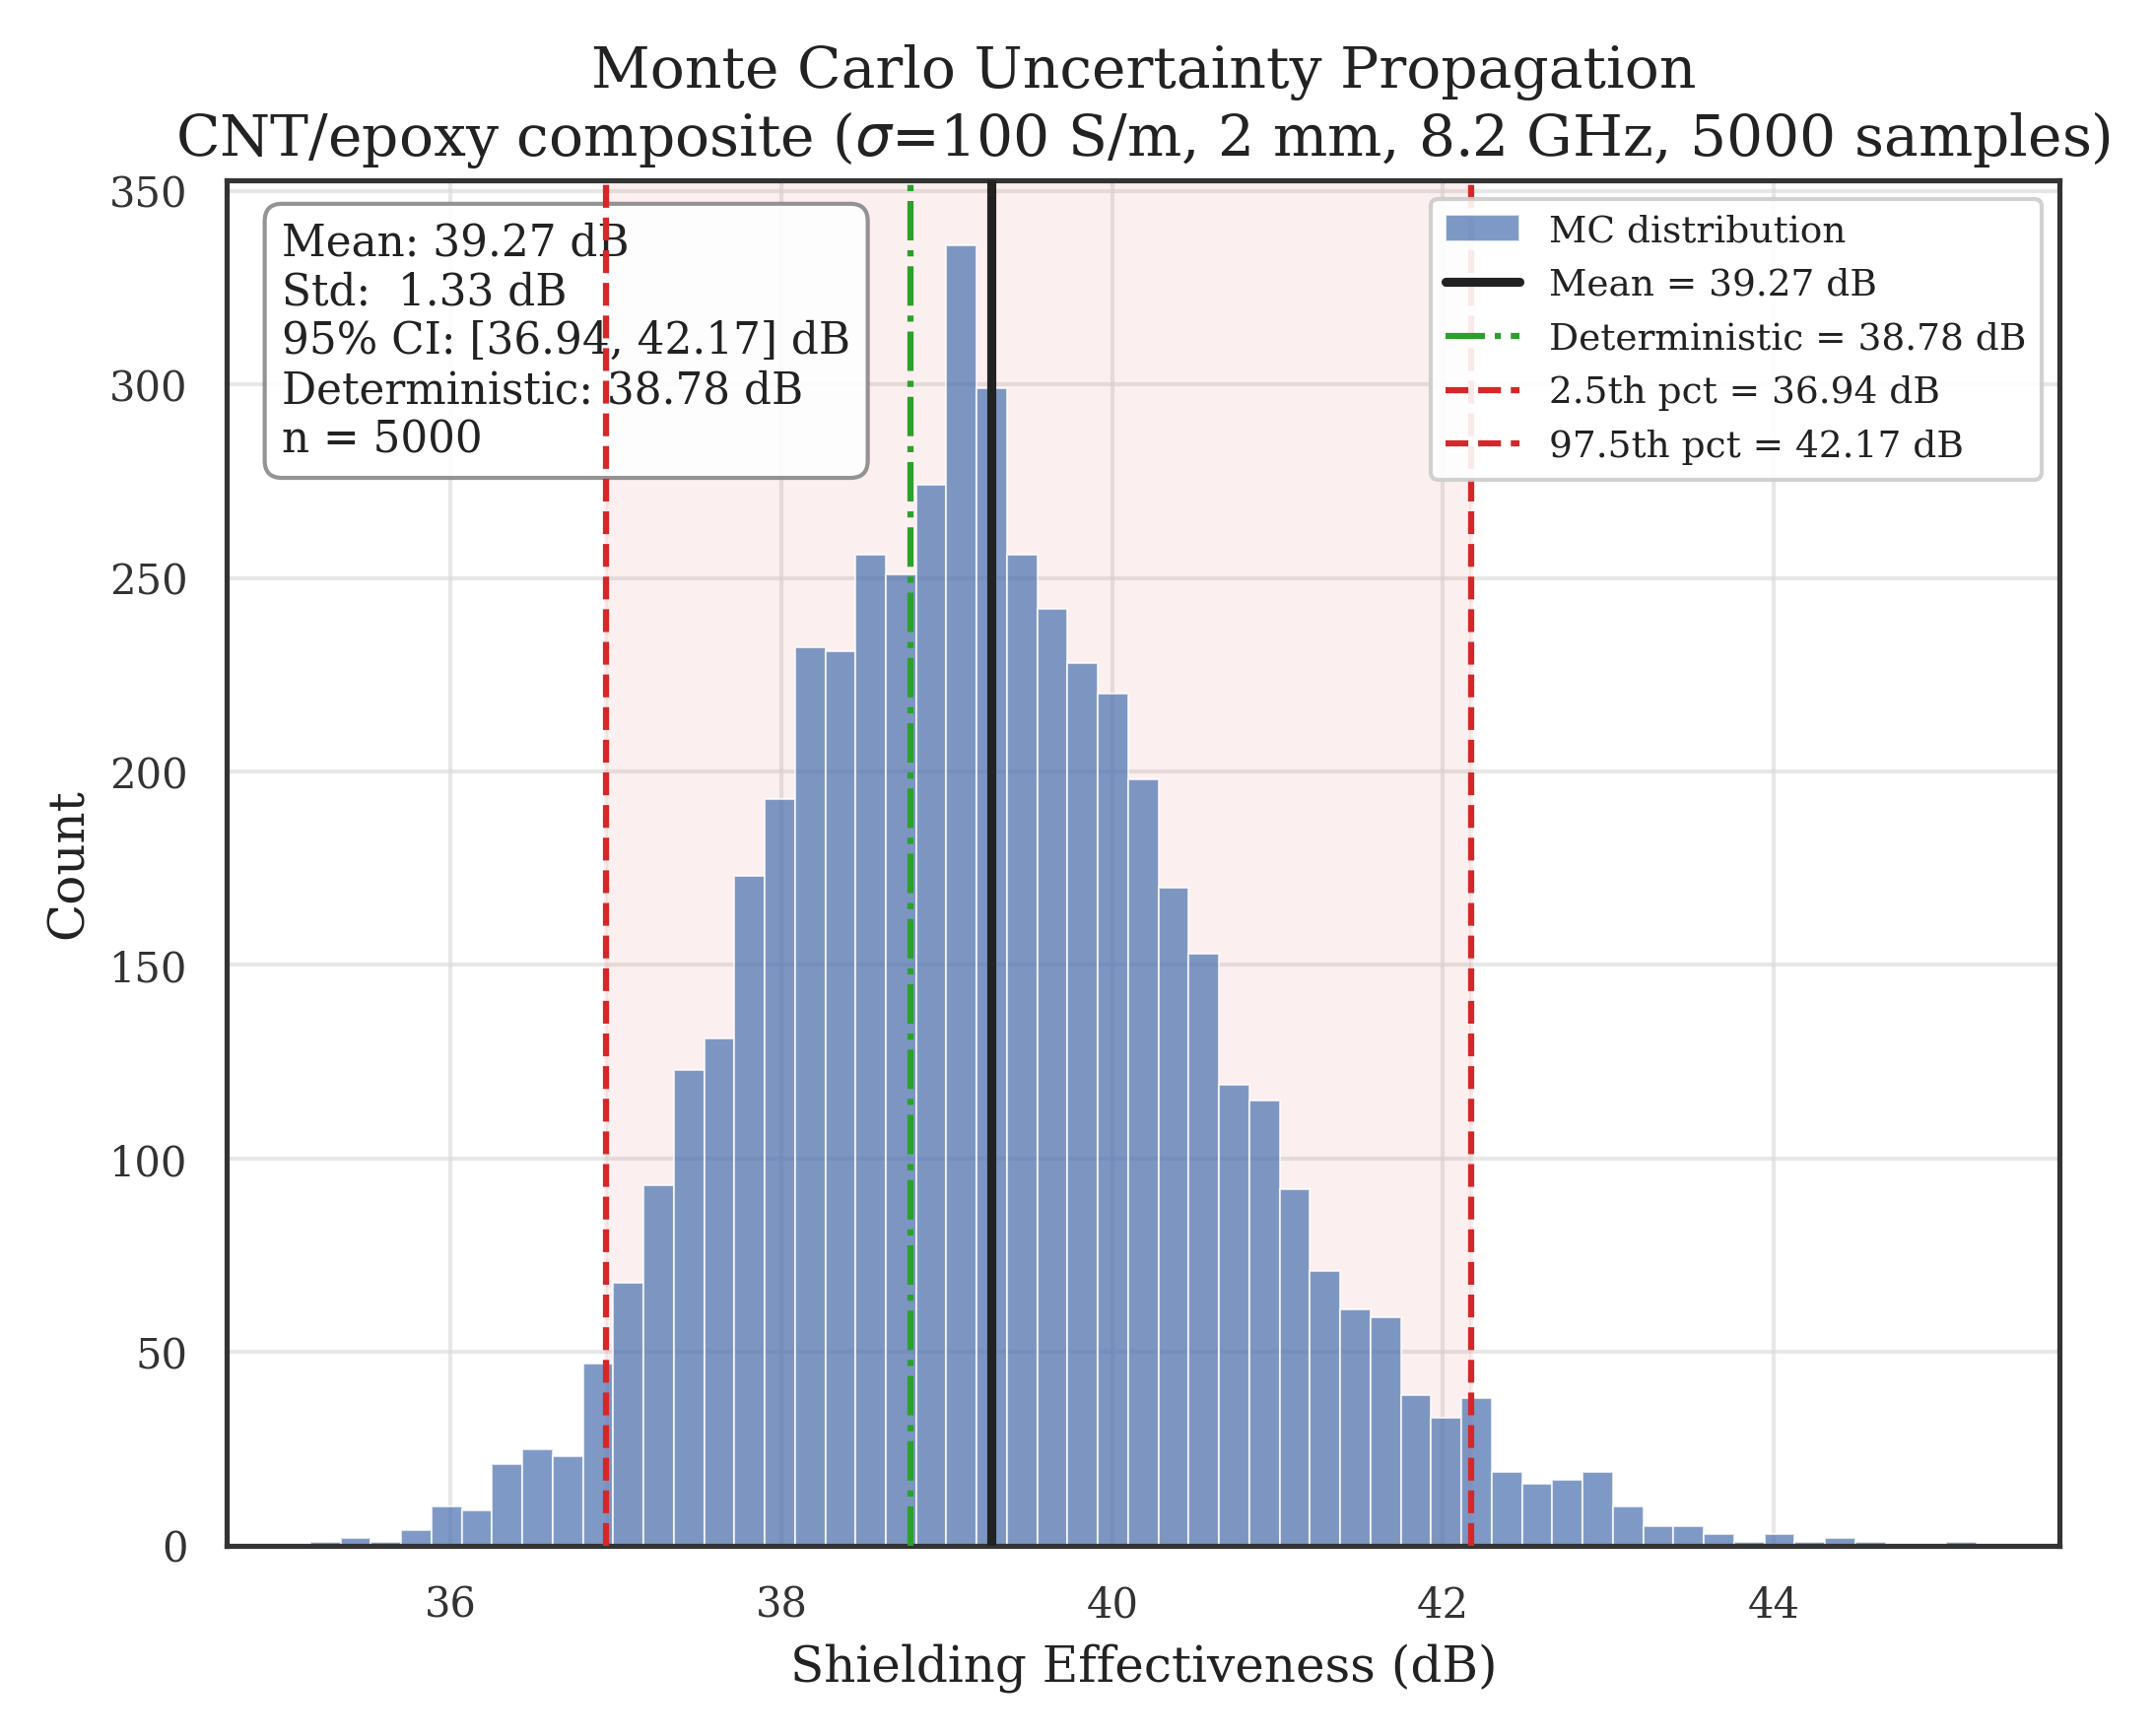 Monte Carlo Uncertainty Propagation
CNT/epoxy composite (σ=100 S/m, 2 mm, 8.2 GHz, 5000 samples)
Mean: 39.27 dB
Std:  1.33 dB
95% CI: [36.94, 42.17] dB
Deterministic: 38.78 dB
n = 5000
MC distribution
Mean = 39.27 dB
Deterministic = 38.78 dB
2.5th pct = 36.94 dB
97.5th pct = 42.17 dB
Count
350
300
250
200
150
100
50
0
36 38 40 42 44
Shielding Effectiveness (dB)